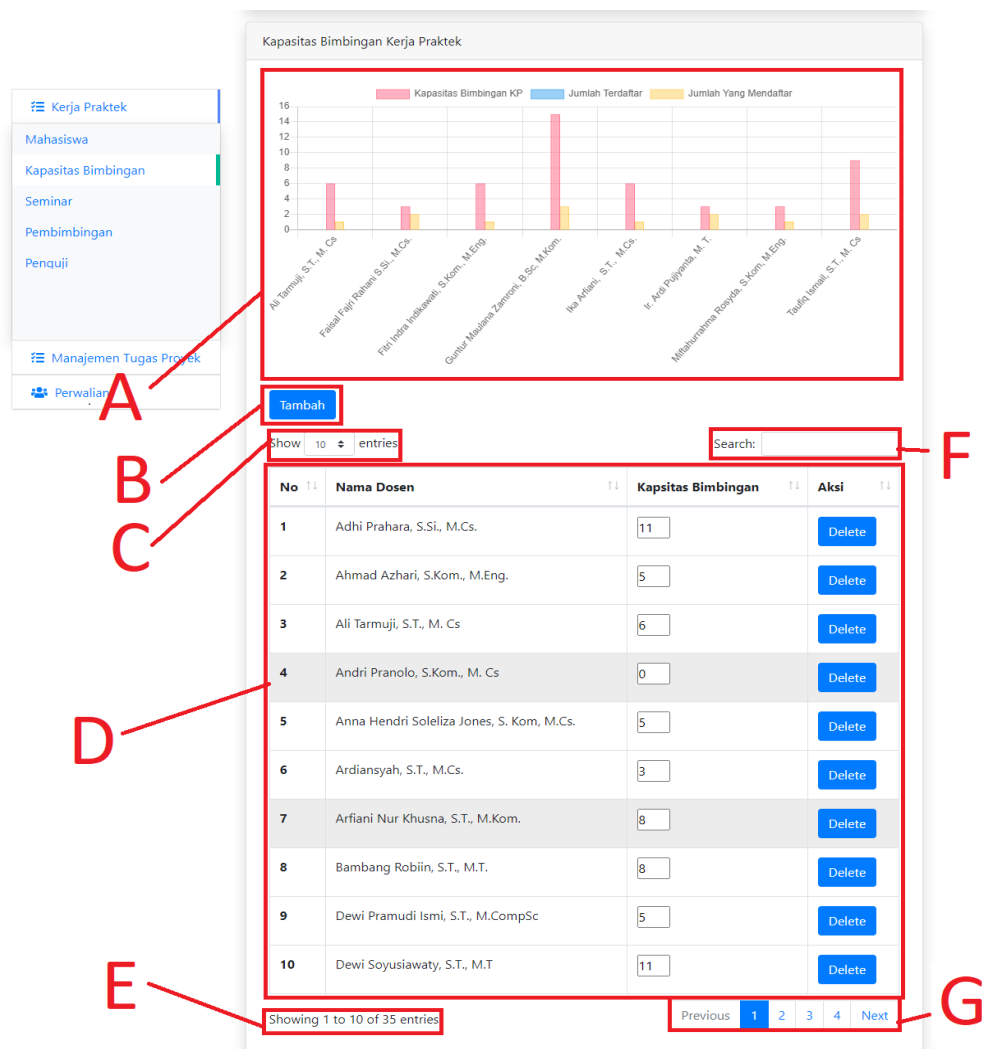 Kapasitas Bimbingan Kerja Praktek
Kerja Praktek
Mahasiswa
Kapasitas Bimbingan
Seminar
Pembimbingan
Penguji
Manajemen Tugas Proyek
Perwalian
Kapasitas Bimbingan KP Jumlah Terdaftar Jumlah Yang Mendaftar
16
14
12
10
8
6
4
2
0
Ali Tarmuji, S.T., M. Cs
Faisal Fajri Rahani S.Si., M.Cs.
Fitri Indra Indikawati, S.Kom., M.Eng.
Guntur Maulana Zamroni, B.Sc, M.Kom.
Ika Arfiani, S.T., M.Cs.
Ir. Ardi Pujiyanta, M. T.
Miftahurrahma Rosyda, S.Kom, M.Eng.
Taufiq Ismail, S.T., M. Cs
A
Tambah
B
Show 10 entries
C
Search:
F
No Nama Dosen Kapsitas Bimbingan Aksi
1 Adhi Prahara, S.Si., M.Cs. 11 Delete
2 Ahmad Azhari, S.Kom., M.Eng. 5 Delete
3 Ali Tarmuji, S.T., M. Cs 6 Delete
4 Andri Pranolo, S.Kom., M. Cs 0 Delete
D
5 Anna Hendri Soleliza Jones, S. Kom, M.Cs. 5 Delete
6 Ardiansyah, S.T., M.Cs. 3 Delete
7 Arfiani Nur Khusna, S.T., M.Kom. 8 Delete
8 Bambang Robiin, S.T., M.T. 8 Delete
9 Dewi Pramudi Ismi, S.T., M.CompSc 5 Delete
10 Dewi Soyusiawaty, S.T., M.T 11 Delete
E
Showing 1 to 10 of 35 entries
Previous 1 2 3 4 Next
G